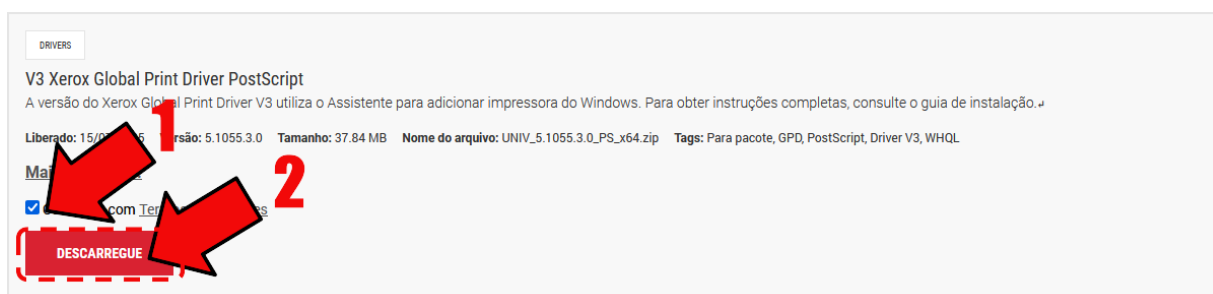 DRIVERS
V3 Xerox Global Print Driver PostScript
A versão do Xerox Global Print Driver V3 utiliza o Assistente para adicionar impressora do Windows. Para obter instruções completas, consulte o guia de instalação.↵
1
Liberado: 15/ Versão: 5.1055.3.0 Tamanho: 37.84 MB Nome do arquivo: UNIV_5.1055.3.0_PS_x64.zip Tags: Para pacote, GPD, PostScript, Driver V3, WHQL
2
com
DESCARREGUE